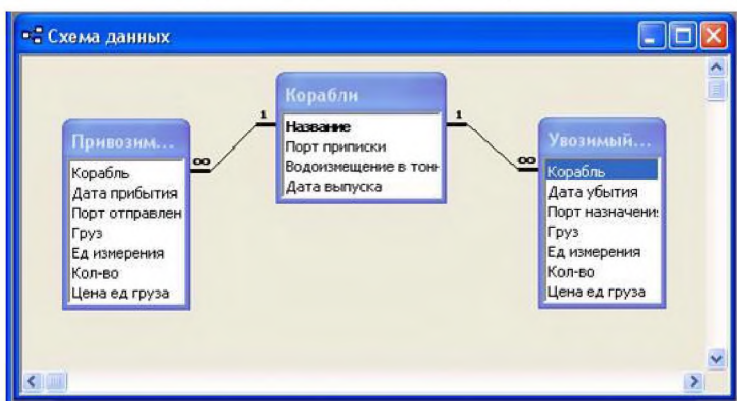 Схема данных
Привозим...
Корабль
Дата прибытия
Порт отправлен
Груз
Ед измерения
Кол-во
Цена ед груза
1
∞
Корабли
Название
Порт приписки
Водоизмещение в тонн
Дата выпуска
1
∞
Увозимый...
Корабль
Дата убытия
Порт назначения
Груз
Ед измерения
Кол-во
Цена ед груза